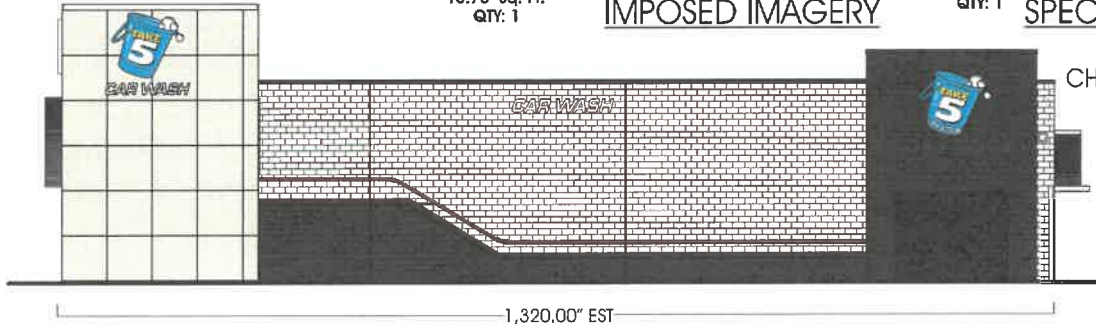 QTY: 1
IMPOSED IMAGERY
QTY: 1
SPEC
CH
TAKE
5
CAR WASH
CAR WASH
TAKE
5
1,320.00" EST